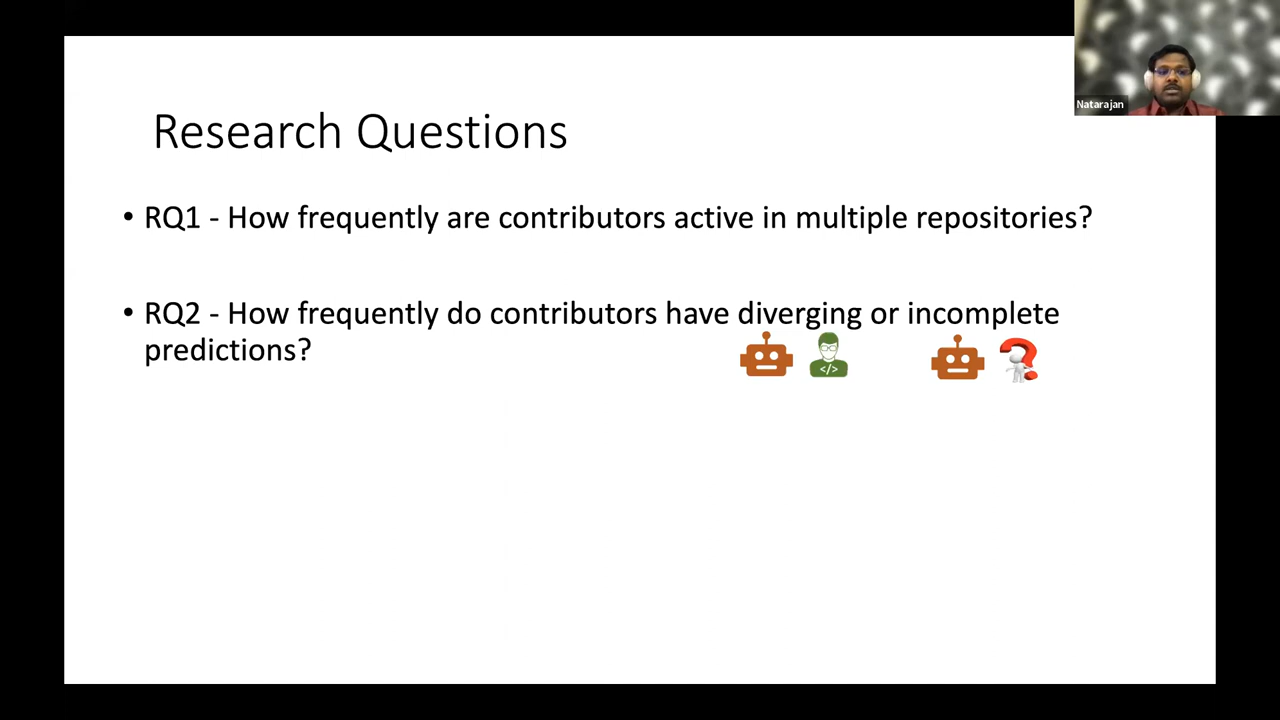 Natarajan
Research Questions
• RQ1 - How frequently are contributors active in multiple repositories?
• RQ2 - How frequently do contributors have diverging or incomplete
predictions?
</>